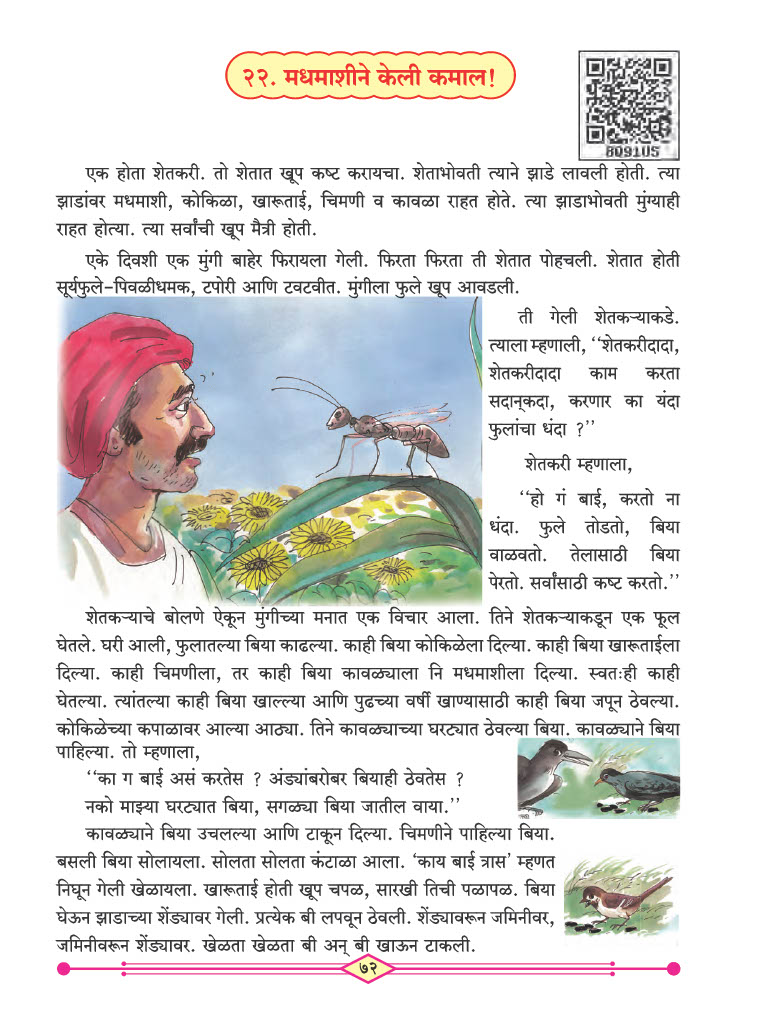 २२. मधमाशीने केली कमाल!
809105
एक होता शेतकरी. तो शेतात खूप कष्ट करायचा. शेताभोवती त्याने झाडे लावली होती. त्या
झाडांवर मधमाशी, कोकिळा, खारूताई, चिमणी व कावळा राहत होते. त्या झाडाभोवती मुंग्याही
राहत होत्या. त्या सर्वांची खूप मैत्री होती.
एके दिवशी एक मुंगी बाहेर फिरायला गेली. फिरता फिरता ती शेतात पोहचली. शेतात होती
सूर्यफुले-पिवळीधमक, टपोरी आणि टवटवीत. मुंगीला फुले खूप आवडली.
ती गेली शेतकऱ्याकडे.
त्याला म्हणाली, ‘‘शेतकरीदादा,
शेतकरीदादा काम करता
सदान्‌कदा, करणार का यंदा
फुलांचा धंदा ?’’
शेतकरी म्हणाला,
‘‘हो गं बाई, करतो ना
धंदा. फुले तोडतो, बिया
वाळवतो. तेलासाठी बिया
पेरतो. सर्वांसाठी कष्ट करतो.’’
शेतकऱ्याचे बोलणे ऐकून मुंगीच्या मनात एक विचार आला. तिने शेतकऱ्याकडून एक फूल
घेतले. घरी आली, फुलातल्या बिया काढल्या. काही बिया कोकिळेला दिल्या. काही बिया खारूताईला
दिल्या. काही चिमणीला, तर काही बिया कावळ्याला नि मधमाशीला दिल्या. स्वतःही काही
घेतल्या. त्यांतल्या काही बिया खाल्ल्या आणि पुढच्या वर्षी खाण्यासाठी काही बिया जपून ठेवल्या.
कोकिळेच्या कपाळावर आल्या आठ्या. तिने कावळ्याच्या घरट्यात ठेवल्या बिया. कावळ्याने बिया
पाहिल्या. तो म्हणाला,
‘‘का ग बाई असं करतेस ? अंड्यांबरोबर बियाही ठेवतेस ?
नको माझ्या घरट्यात बिया, सगळ्या बिया जातील वाया.’’
कावळ्याने बिया उचलल्या आणि टाकून दिल्या. चिमणीने पाहिल्या बिया.
बसली बिया सोलायला. सोलता सोलता कंटाळा आला. ‘काय बाई त्रास’ म्हणत
निघून गेली खेळायला. खारूताई होती खूप चपळ, सारखी तिची पळापळ. बिया
घेऊन झाडाच्या शेंड्यावर गेली. प्रत्येक बी लपवून ठेवली. शेंड्यावरून जमिनीवर,
जमिनीवरून शेंड्यावर. खेळता खेळता बी अन् बी खाऊन टाकली.
७२